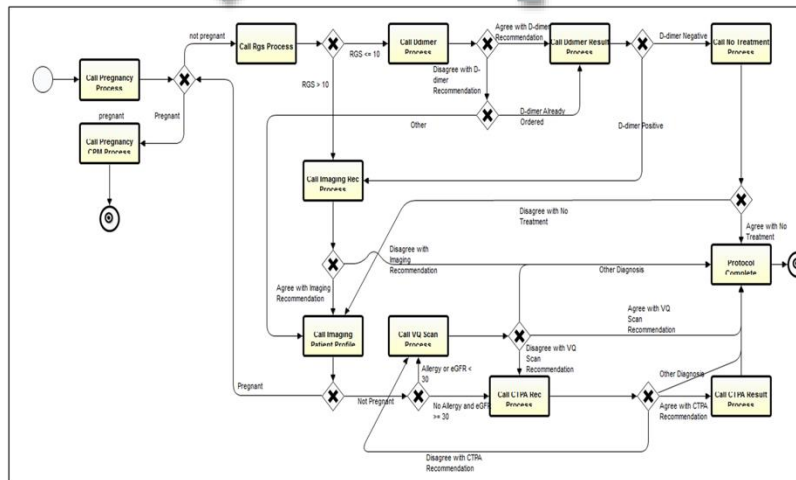 not pregnant
Call Rgs Process
RGS <= 10
Call Ddimer
Process
Agree with D-dimer
Recommendation
Call Ddimer Result
Process
D-dimer Negative
Call No Treatment
Process
Call Pregnancy
Process
RGS > 10
Disagree with D-
dimer
Recommendation
pregnant
Pregnant
Call Pregnancy
CPM Process
Other
D-dimer Already
Ordered
D-dimer Positive
Call Imaging Rec
Process
Disagree with No
Treatment
Agree with No
Treatment
Disagree with
Imaging
Recommendation
Other Diagnosis
Protocol
Complete
Agree with Imaging
Recommendation
Call Imaging
Patient Profile
Call VQ Scan
Process
Agree with VQ
Scan
Recommendation
Disagree with VQ
Scan
Recommendation
Allergy or eGFR <
30
Other Diagnosis
Pregnant
Not Pregnant
No Allergy and eGFR
>= 30
Call CTPA Rec
Process
Agree with CTPA
Recommendation
Call CTPA Result
Process
Disagree with CTPA
Recommendation